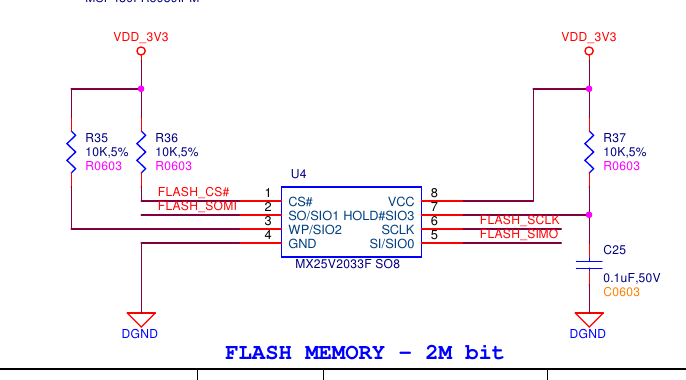 VDD_3V3
VDD_3V3
R35
10K,5%
R0603
R36
10K,5%
R0603
R37
10K,5%
R0603
U4
FLASH_CS#
FLASH_SOMI
1
2
3
4
CS#
SO/SIO1
WP/SIO2
GND
VCC
HOLD#SIO3
SCLK
SI/SIO0
8
7
6
5
FLASH_SCLK
FLASH_SIMO
MX25V2033F SO8
C25
0.1uF,50V
C0603
DGND
DGND
FLASH MEMORY - 2M bit